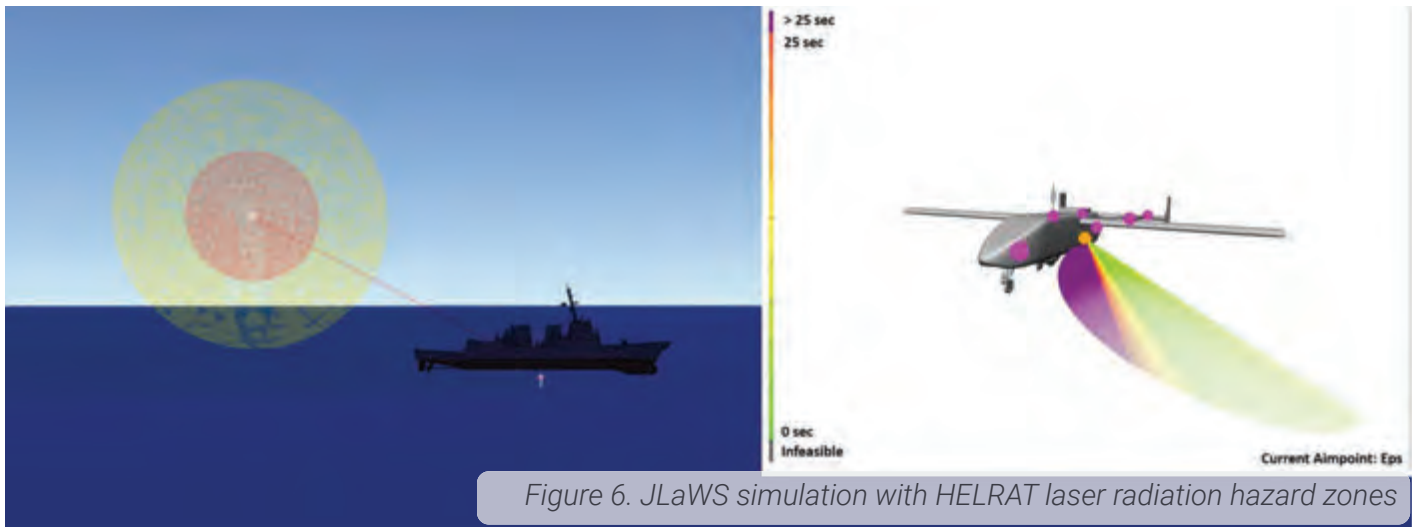 > 25 sec
25 sec
0 sec
Infeasible
Current Aimpoint: Eps
Figure 6. JLaWS simulation with HELRAT laser radiation hazard zones